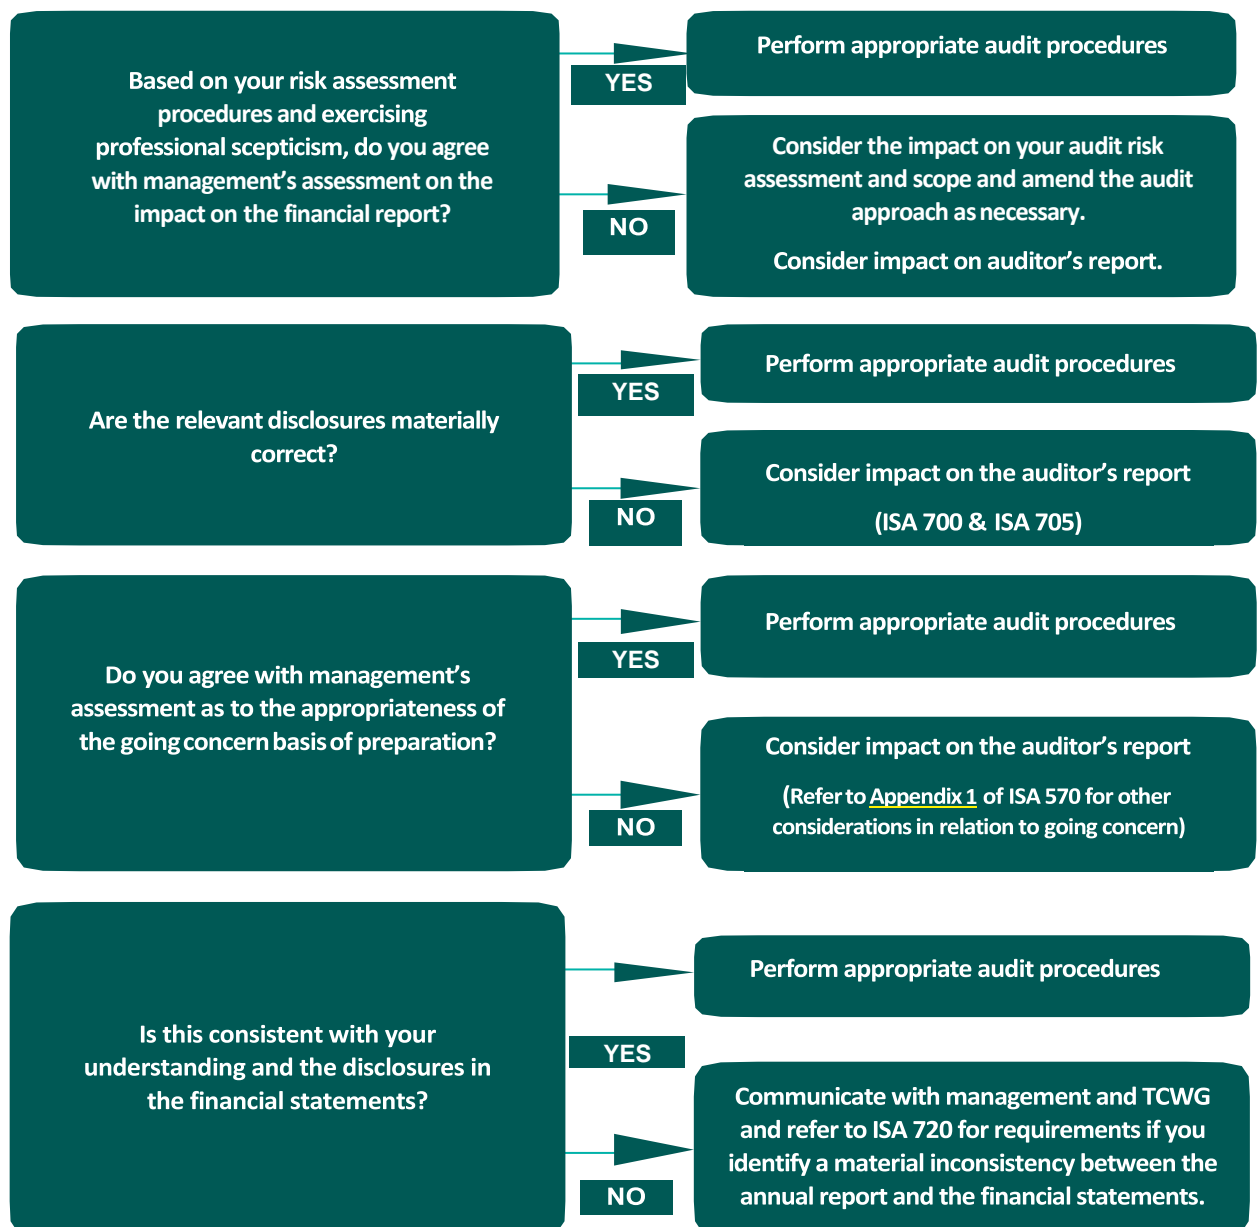 Based on your risk assessment
procedures and exercising
professional scepticism, do you agree
with management's assessment on the
impact on the financial report?
YES
Perform appropriate audit procedures
NO
Consider the impact on your audit risk
assessment and scope and amend the audit
approach as necessary.
Consider impact on auditor's report.
Are the relevant disclosures materially
correct?
YES
Perform appropriate audit procedures
NO
Consider impact on the auditor's report
(ISA 700 & ISA 705)
Do you agree with management's
assessment as to the appropriateness of
the going concern basis of preparation?
YES
Perform appropriate audit procedures
NO
Consider impact on the auditor's report
(Refer to Appendix 1 of ISA 570 for other
considerations in relation to going concern)
Is this consistent with your
understanding and the disclosures in
the financial statements?
YES
Perform appropriate audit procedures
NO
Communicate with management and TCWG
and refer to ISA 720 for requirements if you
identify a material inconsistency between the
annual report and the financial statements.